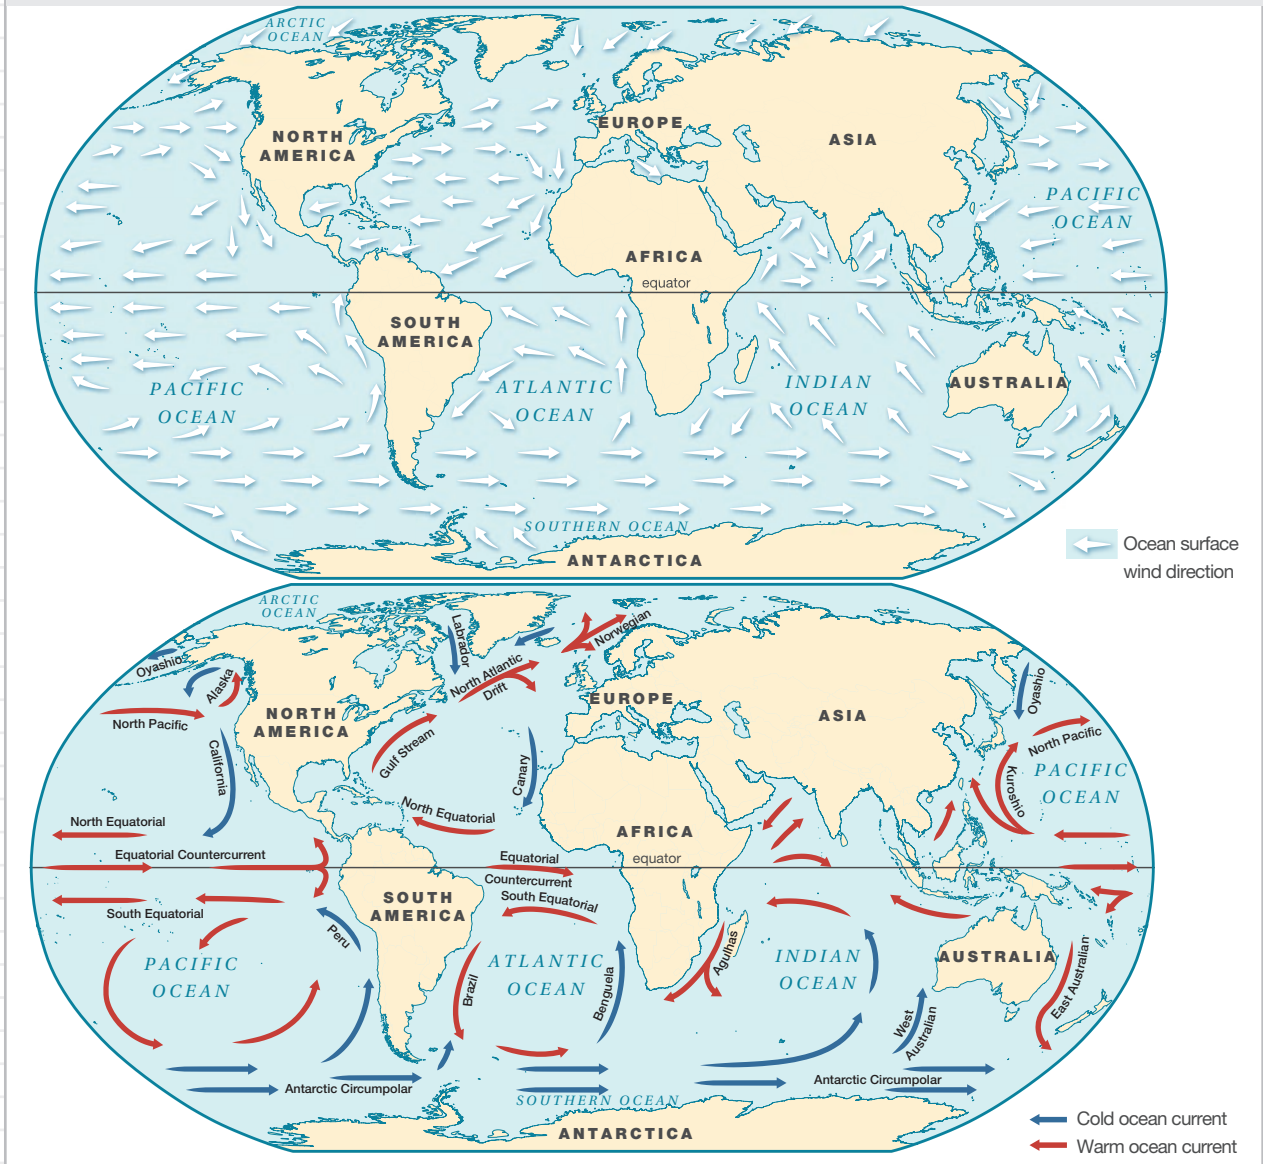 ARCTIC
OCEAN
NORTH
AMERICA
EUROPE
ASIA
PACIFIC
OCEAN
AFRICA
equator
SOUTH
AMERICA
PACIFIC
OCEAN
ATLANTIC
OCEAN
INDIAN
OCEAN
AUSTRALIA
SOUTHERN OCEAN
ANTARCTICA
Ocean surface
wind direction
ARCTIC
OCEAN
Labrador
Norwegian
Oyashio
Alaska
North Atlantic
Drift
North Pacific
NORTH
AMERICA
EUROPE
ASIA
Oyashio
North Pacific
California
Gulf Stream
Canary
Kuroshio
PACIFIC
OCEAN
North Equatorial
North Equatorial
AFRICA
Equatorial Countercurrent
Equatorial
Countercurrent
equator
South Equatorial
SOUTH
AMERICA
South Equatorial
Peru
PACIFIC
OCEAN
Brazil
ATLANTIC
OCEAN
Benguela
Agulhas
INDIAN
OCEAN
AUSTRALIA
West
Australian
East Australian
Antarctic Circumpolar
Antarctic Circumpolar
SOUTHERN OCEAN
ANTARCTICA
Cold ocean current
Warm ocean current